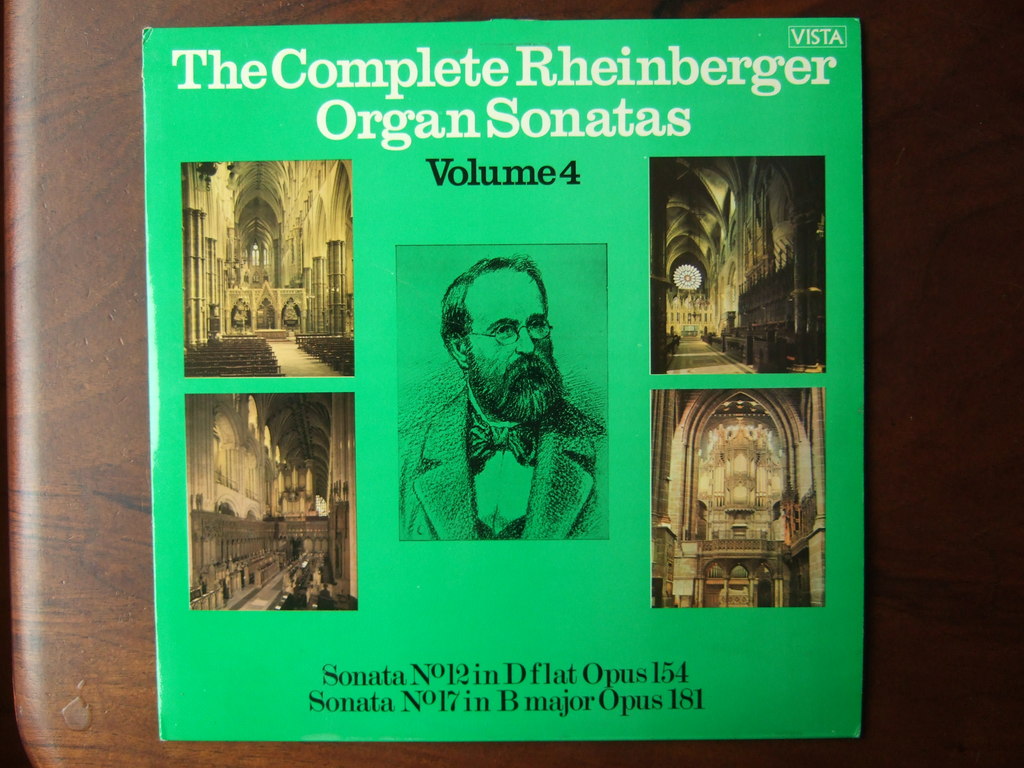 VISTA
The Complete Rheinberger
Organ Sonatas
Volume 4
Sonata Nº12 in D flat Opus 154
Sonata Nº17 in B major Opus 181